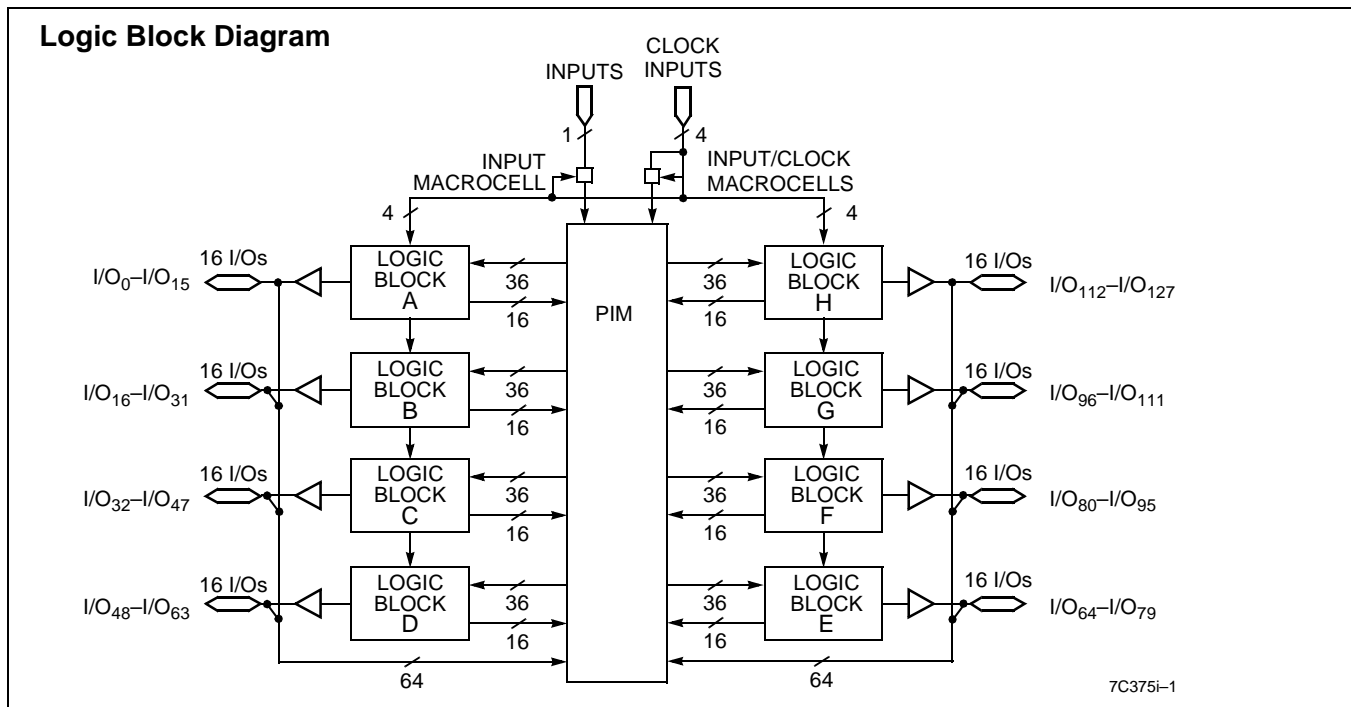 Logic Block Diagram
CLOCK
INPUTS
INPUTS
1
4
INPUT
MACROCELL
INPUT/CLOCK
MACROCELLS
4
4
16 I/Os
LOGIC
BLOCK
A
36
16
PIM
36
16
LOGIC
BLOCK
H
16 I/Os
I/O0–I/O15
I/O112–I/O127
16 I/Os
LOGIC
BLOCK
B
36
16
36
16
LOGIC
BLOCK
G
16 I/Os
I/O16–I/O31
I/O96–I/O111
16 I/Os
LOGIC
BLOCK
C
36
16
36
16
LOGIC
BLOCK
F
16 I/Os
I/O32–I/O47
I/O80–I/O95
16 I/Os
LOGIC
BLOCK
D
36
16
36
16
LOGIC
BLOCK
E
16 I/Os
I/O48–I/O63
I/O64–I/O79
64
64
7C375i–1